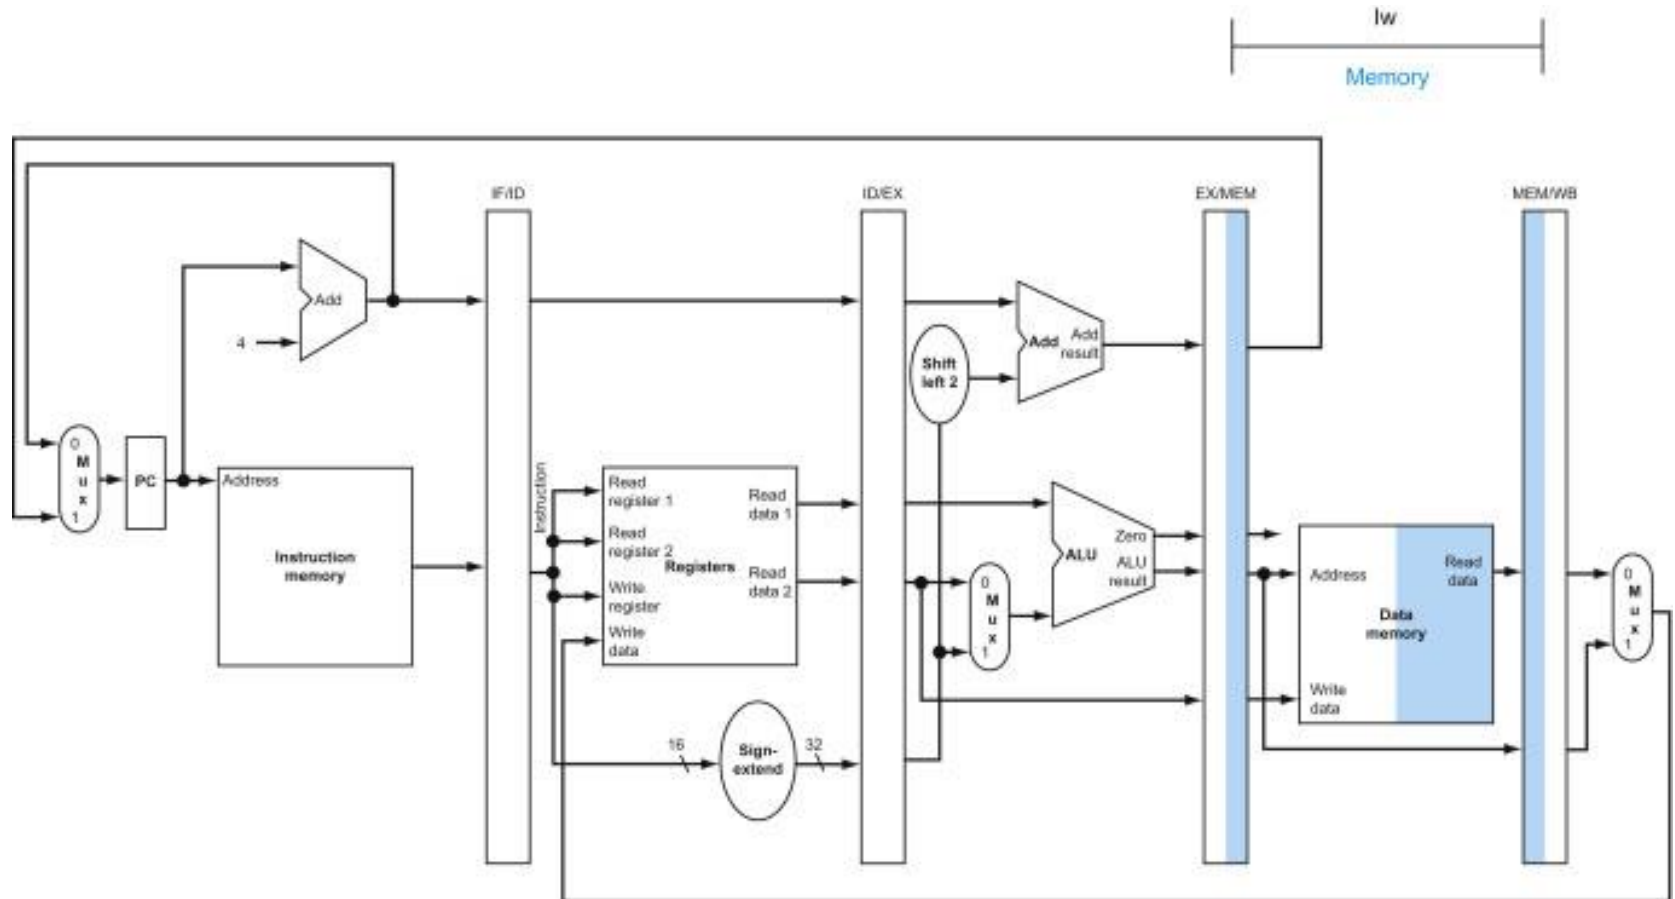 lw
Memory
IF/ID
ID/EX
EX/MEM
MEM/WB
Add
4
Add
Add
result
Shift
left 2
0
M
u
x
1
PC
Address
Instruction
memory
Instruction
Read
register 1
Read
register 2
Write
register
Write
data
Registers
Read
data 1
Read
data 2
16
Sign-
extend
32
0
M
u
x
1
ALU
Zero
ALU
result
Address
Read
data
Data
memory
Write
data
0
M
u
x
1